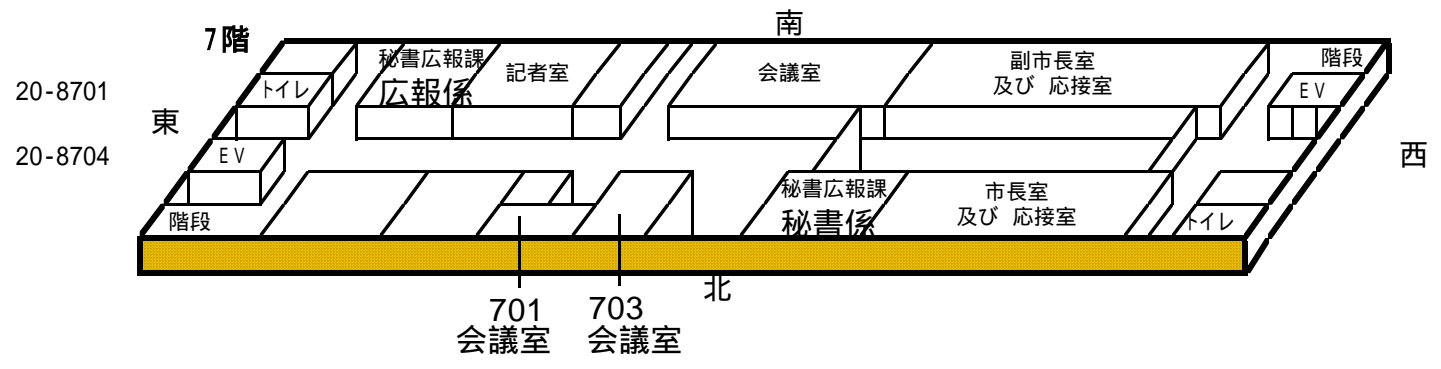 南
7階
秘書広報課
広報係
記者室
会議室
副市長室
及び 応接室
階段
EV
20-8701
トイレ
東
20-8704
EV
西
階段
秘書広報課
秘書係
市長室
及び 応接室
トイレ
北
701
会議室
703
会議室